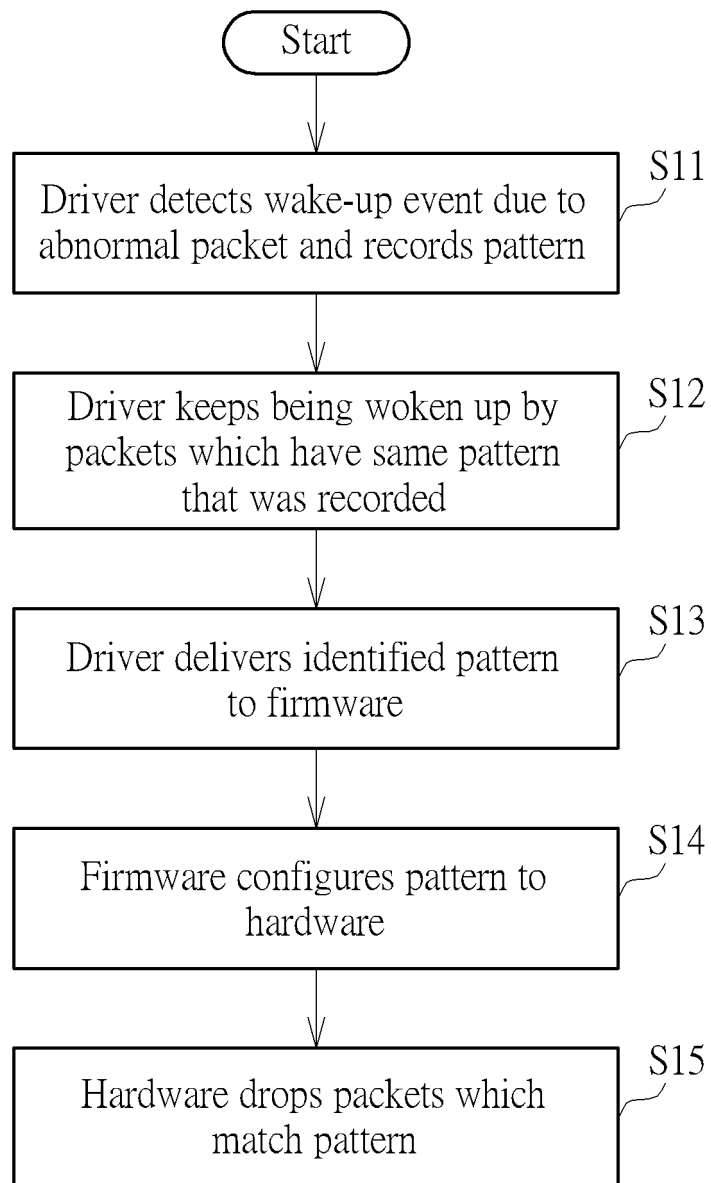 Start
S11
Driver detects wake-up event due to
abnormal packet and records pattern
S12
Driver keeps being woken up by
packets which have same pattern
that was recorded
S13
Driver delivers identified pattern
to firmware
S14
Firmware configures pattern to
hardware
S15
Hardware drops packets which
match pattern